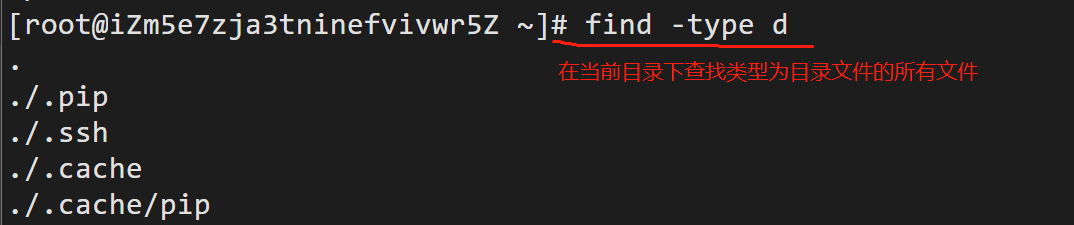 [root@iZm5e7zja3tninefvivwr5Z ~]# find -type d
.
在当前目录下查找类型为目录文件的所有文件
./.pip
./.ssh
./.cache
./.cache/pip